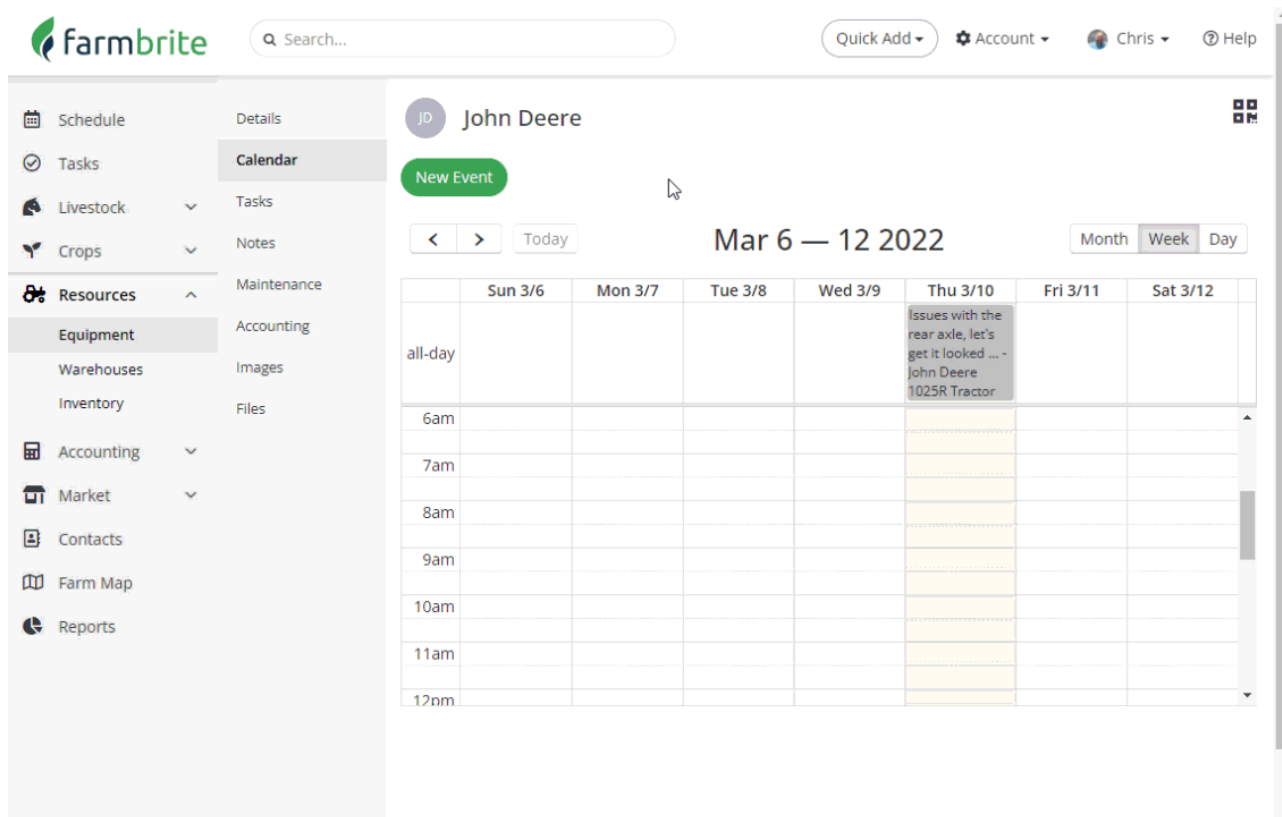 farmbrite
Search...
Quick Add
Account
Chris
Help
Schedule
Tasks
Livestock
Crops
Resources
Equipment
Warehouses
Inventory
Accounting
Market
Contacts
Farm Map
Reports
Details
Calendar
Tasks
Notes
Maintenance
Accounting
Images
Files
JD
John Deere
New Event
Today
Mar 6 — 12 2022
Month Week Day
Sun 3/6 Mon 3/7 Tue 3/8 Wed 3/9 Thu 3/10 Fri 3/11 Sat 3/12
all-day
Issues with the
rear axle, let's
get it looked ... -
John Deere
1025R Tractor
6am
7am
8am
9am
10am
11am
12pm